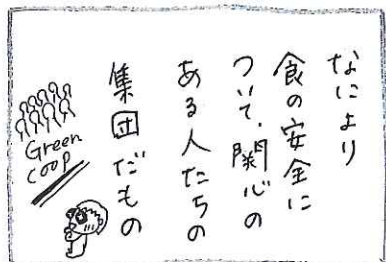 なにより
食の安全に
ついて、関心の
ある人たちの
集団だもの
Green
coop